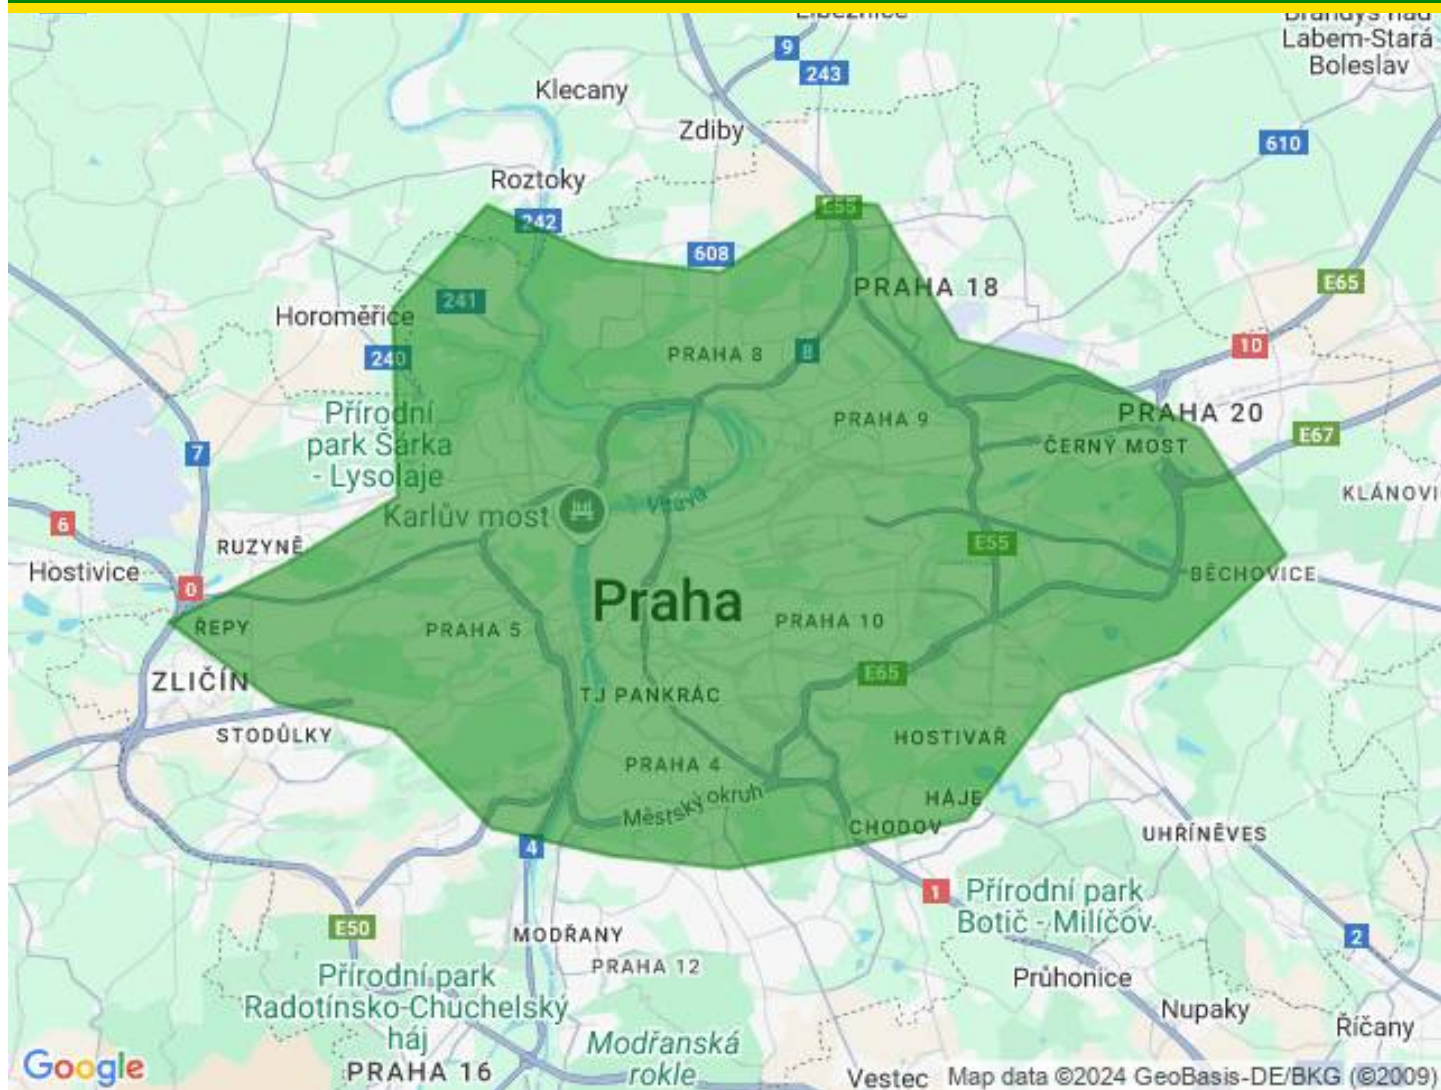 Klecany
9
243
Labem-Stará
Boleslav
Zdiby
610
Roztoky
242
E55
608
PRAHA 18
E65
241
Horoměřice
240
PRAHA 8
8
10
Přírodní
park Šárka
- Lysolaje
PRAHA 9
PRAHA 20
ČERNÝ MOST
E67
7
KLÁNOVI
Vltava
Karlův most
6
RUZYNĚ
E55
Hostivice
0
BĚCHOVICE
Praha
ŘEPY
PRAHA 5
PRAHA 10
ZLIČÍN
E65
TJ PANKRÁC
STODŮLKY
HOSTIVAŘ
PRAHA 4
Městský okruh
HÁJE
CHODOV
UHŘÍNĚVES
4
1
Přírodní park
Botič - Milíčov
E50
MODŘANY
2
PRAHA 12
Přírodní park
Radotínsko-Chuchelský
háj
Průhonice
Nupaky
Říčany
Modřanská
rokle
Google
PRAHA 16
Vestec
Map data ©2024 GeoBasis-DE/BKG (©2009)